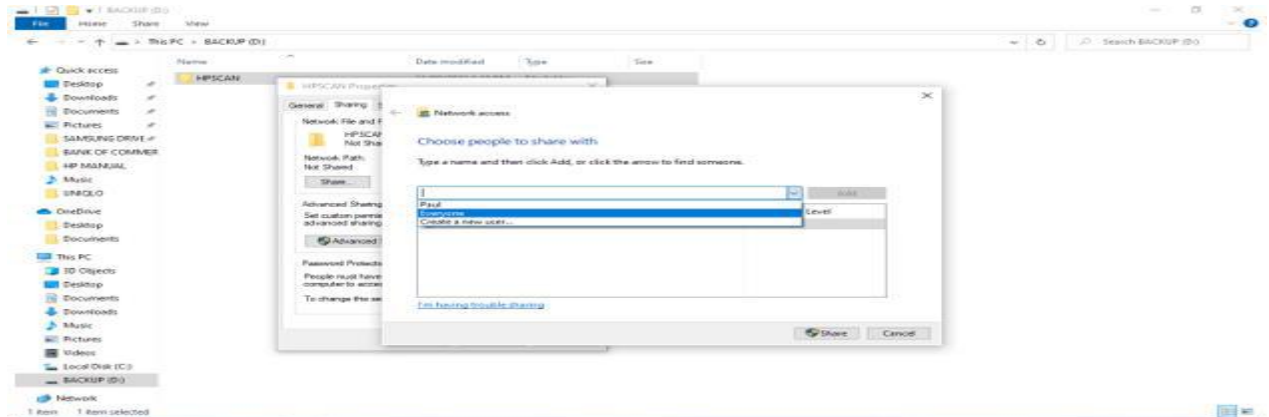 BACKUP (D:)
File Home Share View
This PC > BACKUP (D:)
Search BACKUP (D:)
Name Date modified Type Size
Quick access
Desktop
Downloads
Documents
Pictures
SAMSUNG DRIVE
BANK OF COMMER
HP MANUAL
Music
UNIQLO
OneDrive
Desktop
Documents
This PC
3D Objects
Desktop
Documents
Downloads
Music
Pictures
Videos
Local Disk (C:)
BACKUP (D:)
Network
1 item 1 item selected
HPSCAN
HPSCAN Properties
General Sharing
Network File and F
HPSCAN
Not Sha
Network Path:
Not Shared
Share...
Advanced Sharing
Set custom permis
advanced sharing
Advanced
Password Protecti
People must have
computer to acces
To change this se
Network access
Choose people to share with
Type a name and then click Add, or click the arrow to find someone.
Add
Paul
Everyone
Create a new user...
Level
I'm having trouble sharing
Share Cancel